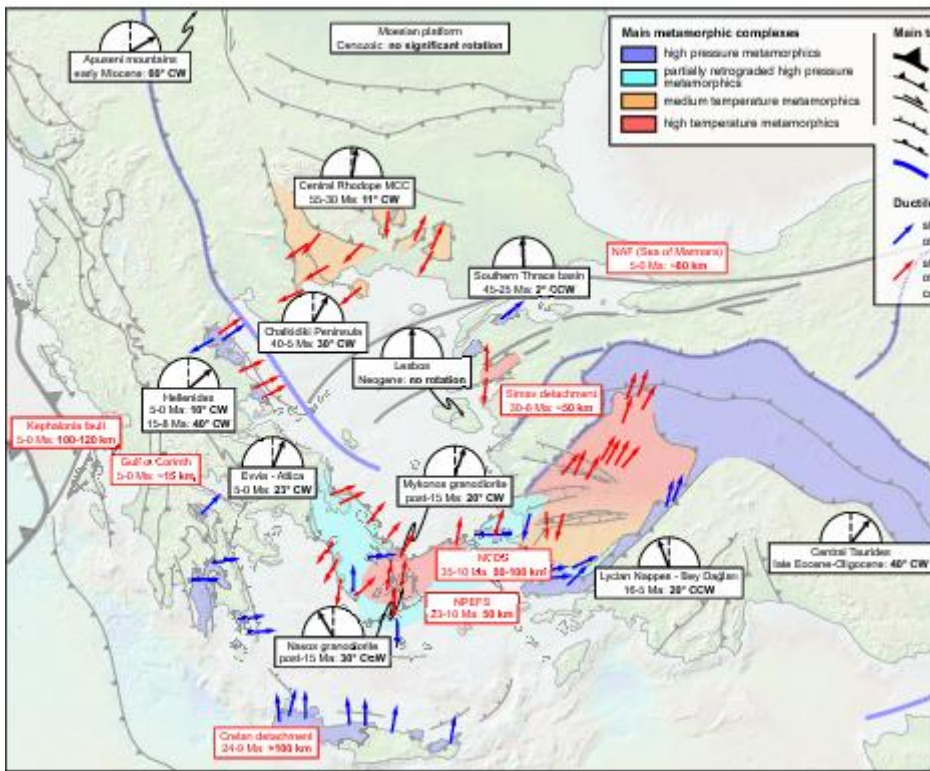 Apuseni mountains
early Miocene: 60° CW
Moesian platform
Cenozoic: no significant rotation
Main metamorphic complexes
high pressure metamorphics
partially retrograded high pressure
metamorphics
medium temperature metamorphics
high temperature metamorphics
Main t
Ductile
Central Rhodope MCC
55-30 Ma: 11° CW
NAF (Sea of Marmara)
Southern Thrace basin
45-25 Ma: 2° CCW
Chalkidiki Peninsula
40-5 Ma: 30° CW
Lesbos
Neogene: no rotation
Hellenides
5-0 Ma: 10° CW
15-8 Ma: 40° CW
Simav detachment
30-8 Ma: ~50 km
Kephalonia fault
5-0 Ma: 100-120 km
Gulf of Corinth
5-0 Ma: ~15 km
Evvia - Attica
5-0 Ma: 23° CW
Mykonos granodiorite
post-15 Ma: 20° CW
NCDS
35-10 Ma: 50-100 km
Central Taurides
late Eocene-Oligocene: 40° CW
Lycian Nappes - Bey Dağları
16-5 Ma: 20° CCW
NPEFS
23-10 Ma: 50 km
Naxos granodiorite
post-15 Ma: 30° CCW
Cretan detachment
24-9 Ma: >100 km